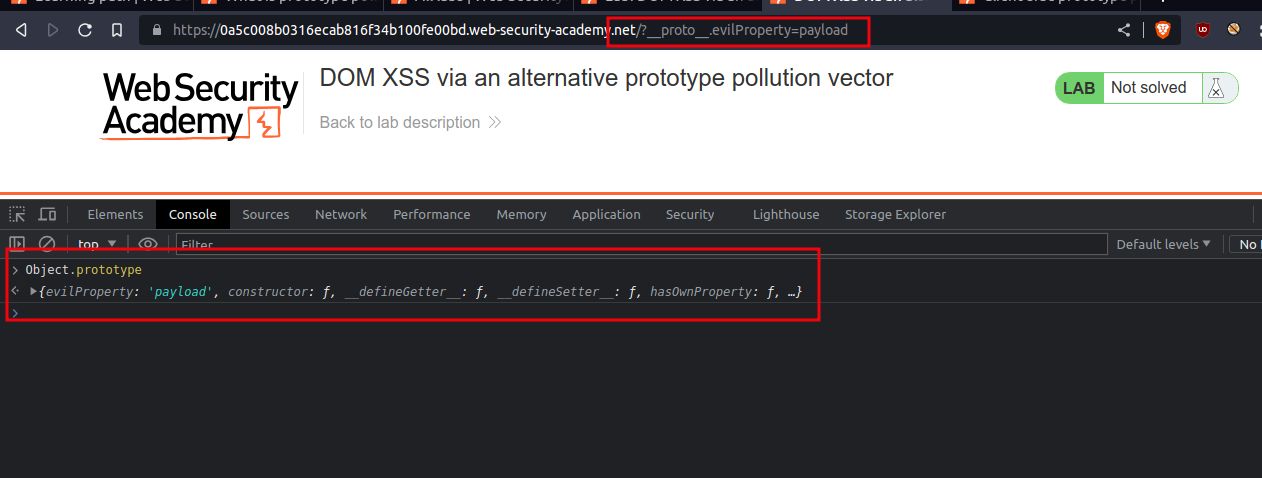 https://0a5c008b0316ecab816f34b100fe00bd.web-security-academy.net/?__proto__.evilProperty=payload
Web Security
Academy
DOM XSS via an alternative prototype pollution vector
Back to lab description
LAB Not solved
Elements Console Sources Network Performance Memory Application Security Lighthouse Storage Explorer
top Filter Default levels No
Object.prototype
{evilProperty: 'payload', constructor: ƒ, __defineGetter__: ƒ, __defineSetter__: ƒ, hasOwnProperty: ƒ, …}